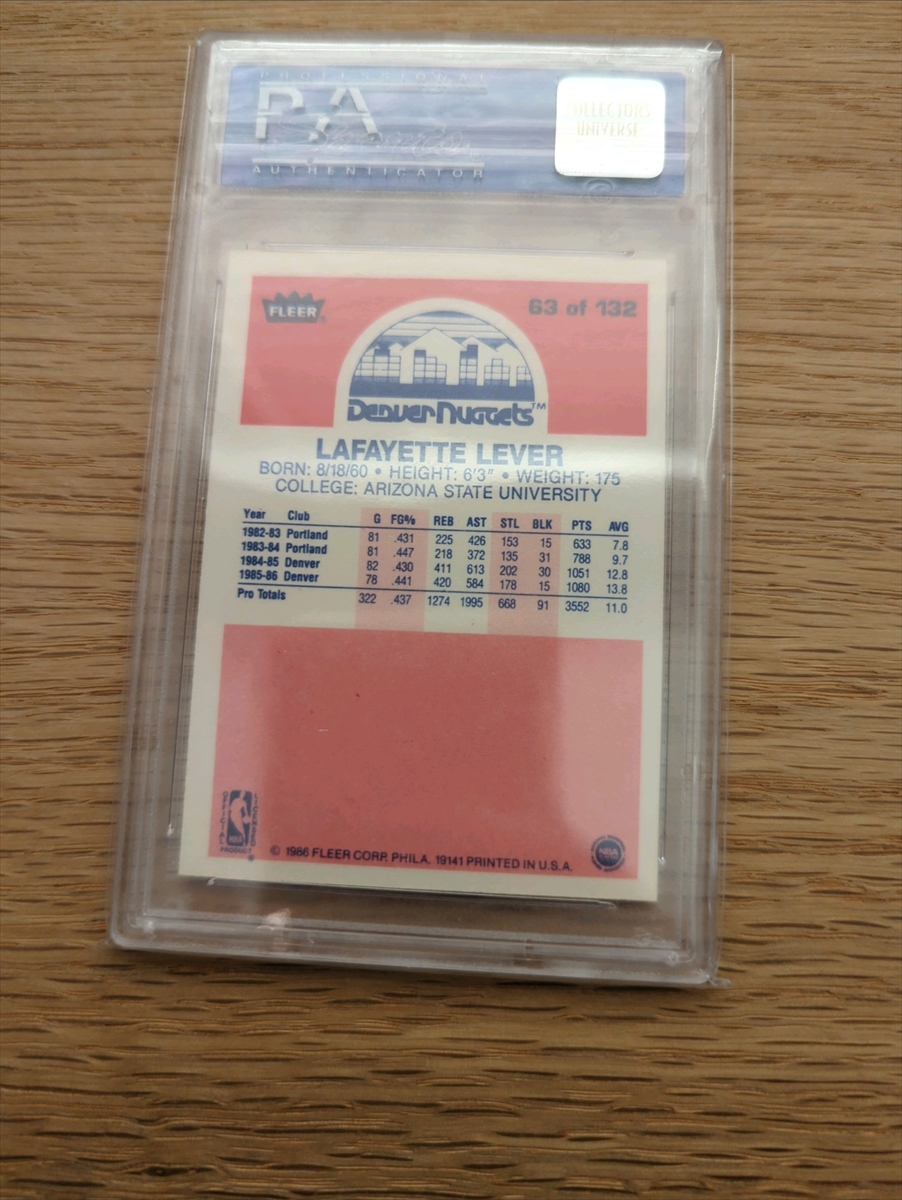 PROFESSIONAL
AUTHENTICATOR
COLLECTORS
UNIVERSE
FLEER
63 of 132
Denver Nuggets™
LAFAYETTE LEVER
BORN: 8/18/60 • HEIGHT: 6'3" • WEIGHT: 175
COLLEGE: ARIZONA STATE UNIVERSITY
Year Club G FG% REB AST STL BLK PTS AVG
1982-83 Portland 81 .431 225 426 153 15 633 7.8
1983-84 Portland 81 .447 218 372 135 31 788 9.7
1984-85 Denver 82 .430 411 613 202 30 1051 12.8
1985-86 Denver 78 .441 420 584 178 15 1080 13.8
Pro Totals 322 .437 1274 1995 668 91 3552 11.0
OFFICIAL LICENSED
PRODUCT
© 1986 FLEER CORP. PHILA. 19141 PRINTED IN U.S.A.
NBA